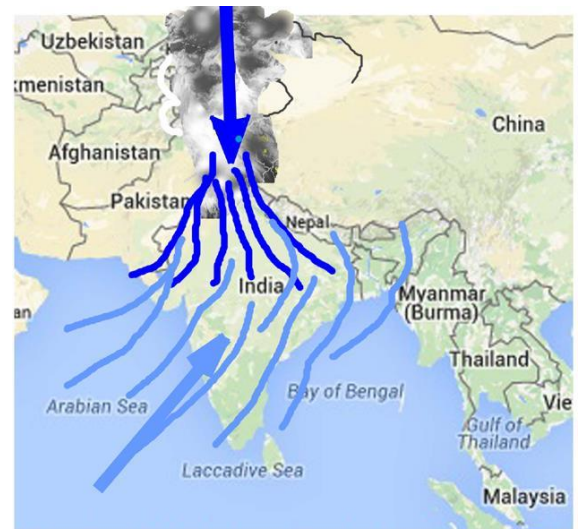 Uzbekistan
kmenistan
China
Afghanistan
Pakistan
Nepal
India
Myanmar
(Burma)
an
Thailand
Bay of Bengal
Vie
Arabian Sea
Gulf of
Thailand
Laccadive Sea
Malaysia